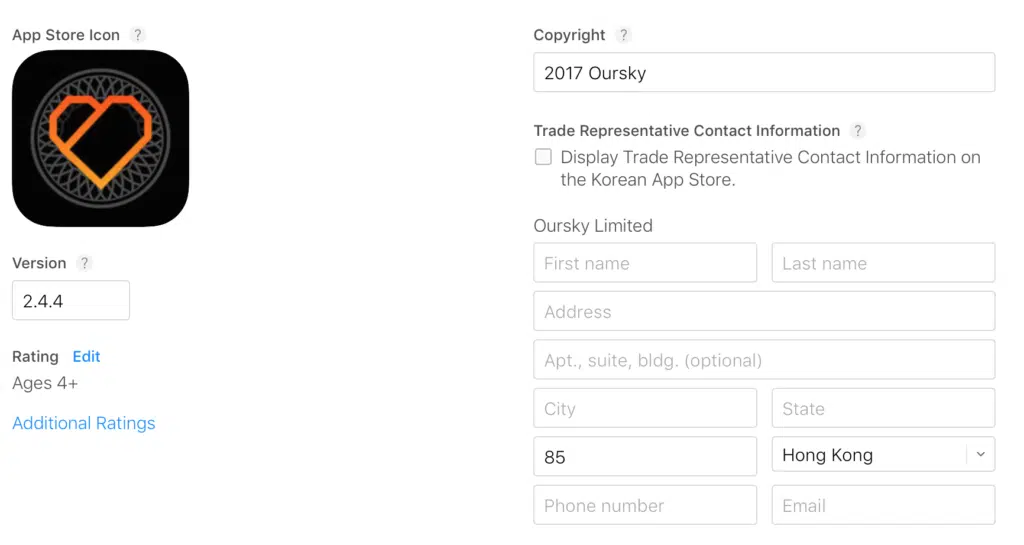 App Store Icon ?
Version ?
2.4.4
Rating Edit
Ages 4+
Additional Ratings
Copyright ?
2017 Oursky
Trade Representative Contact Information ?
Display Trade Representative Contact Information on
the Korean App Store.
Oursky Limited
First name
Last name
Address
Apt., suite, bldg. (optional)
City
State
85
Hong Kong
Phone number
Email